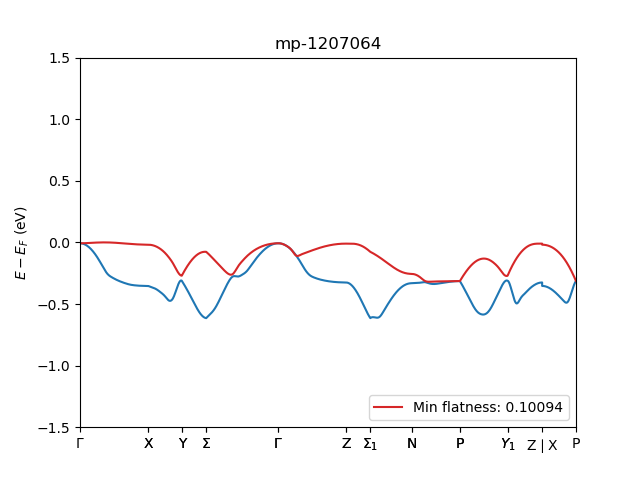 mp-1207064
E − E_F (eV)
1.5
1.0
0.5
0.0
−0.5
−1.0
−1.5
Min flatness: 0.10094
Γ X Y Σ Γ Z Σ₁ N P Y₁ Z | X P